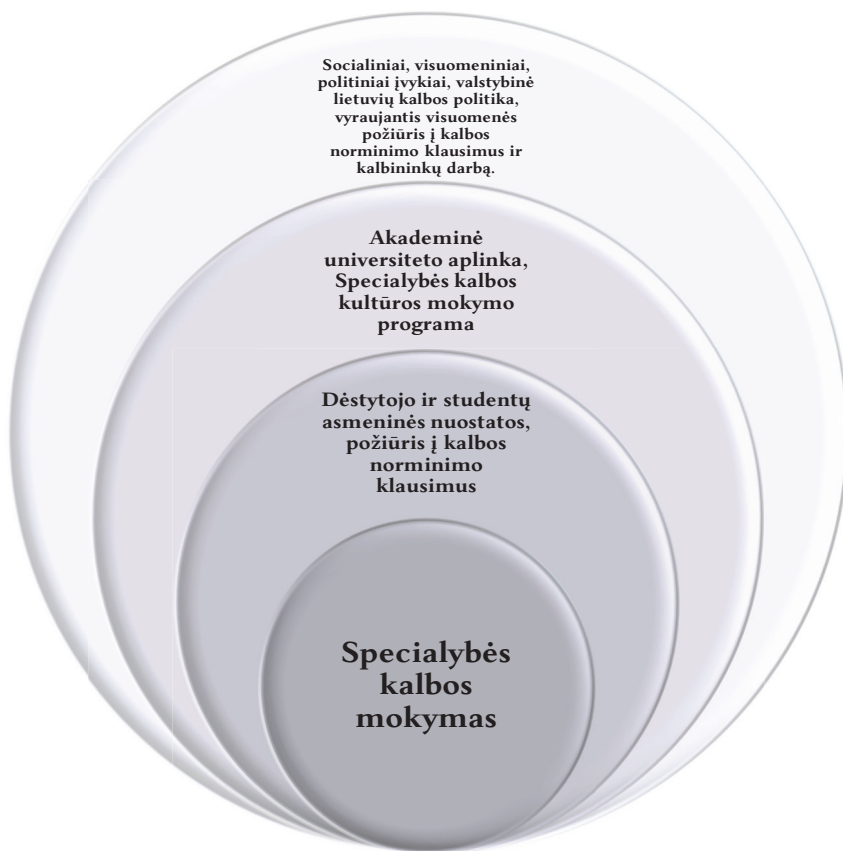 Socialiniai, visuomeniniai,
politiniai įvykiai, valstybinė
lietuvių kalbos politika,
vyraujantis visuomenės
požiūris į kalbos
norminimo klausimus ir
kalbininkų darbą.
Akademinė
universiteto aplinka,
Specialybės kalbos
kultūros mokymo
programa
Dėstytojo ir studentų
asmeninės nuostatos,
požiūris į kalbos
norminimo
klausimus
Specialybės
kalbos
mokymas